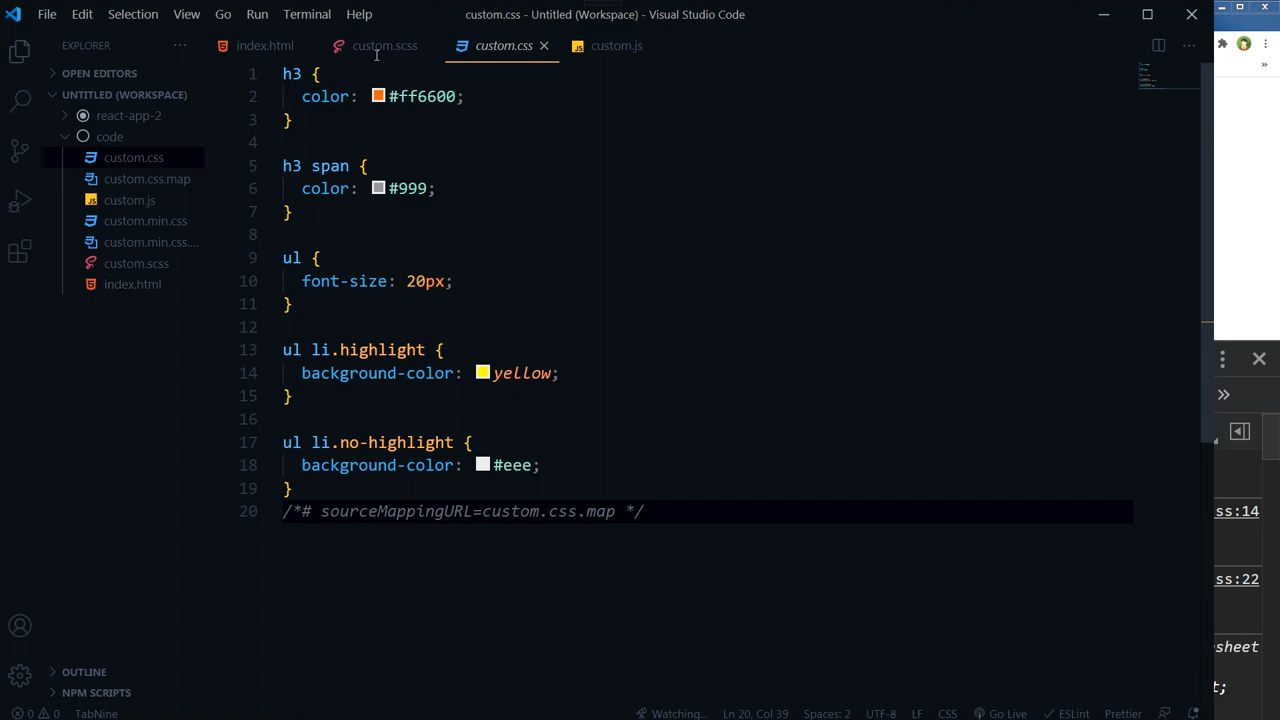 File Edit Selection View Go Run Terminal Help
custom.css - Untitled (Workspace) - Visual Studio Code
EXPLORER
OPEN EDITORS
UNTITLED (WORKSPACE)
react-app-2
code
custom.css
custom.css.map
custom.js
custom.min.css
custom.min.css....
custom.scss
index.html
OUTLINE
NPM SCRIPTS
index.html custom.scss custom.css custom.js
1 h3 {
2 color: #ff6600;
3 }
4
5 h3 span {
6 color: #999;
7 }
8
9 ul {
10 font-size: 20px;
11 }
12
13 ul li.highlight {
14 background-color: yellow;
15 }
16
17 ul li.no-highlight {
18 background-color: #eee;
19 }
20 /*# sourceMappingURL=custom.css.map */
ss:14
ss:22
esheet
t;
0 0 TabNine Watching... Ln 20, Col 39 Spaces: 2 UTF-8 LF CSS Go Live ESLint Prettier